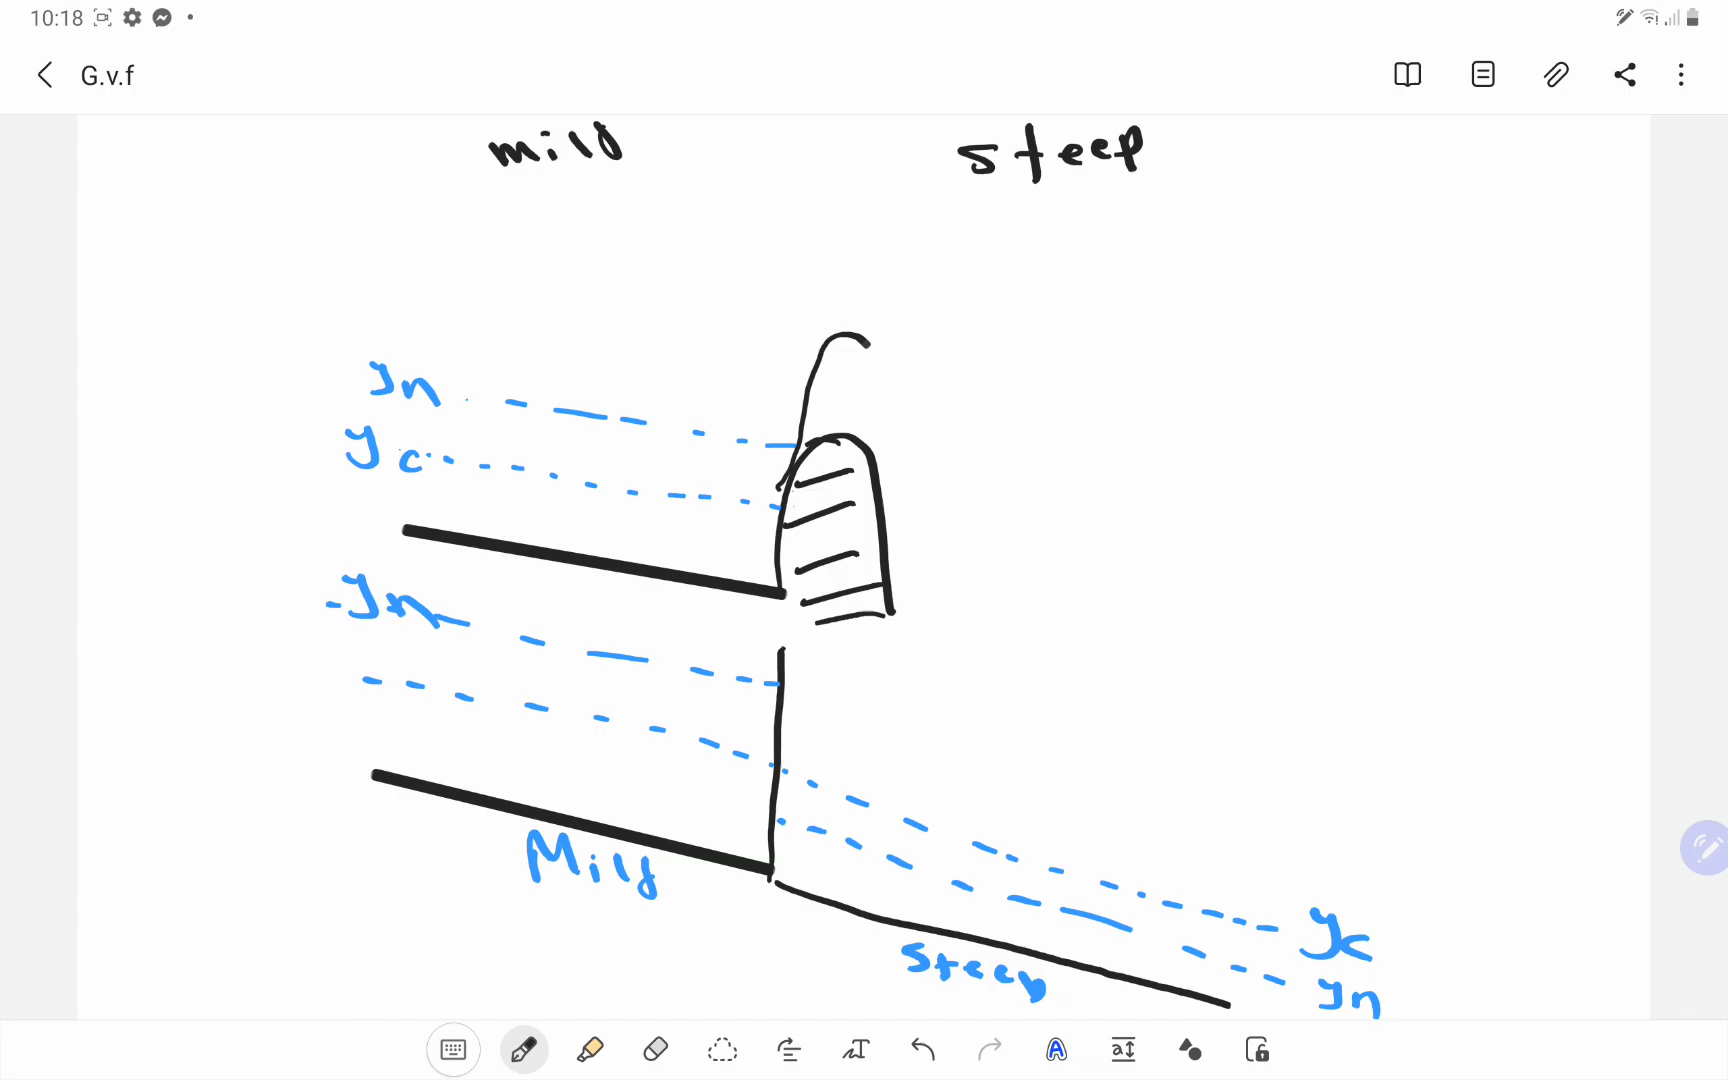 10:18
G.v.f
mild steep
yn
yc
yn
Mild
steep
yc
yn